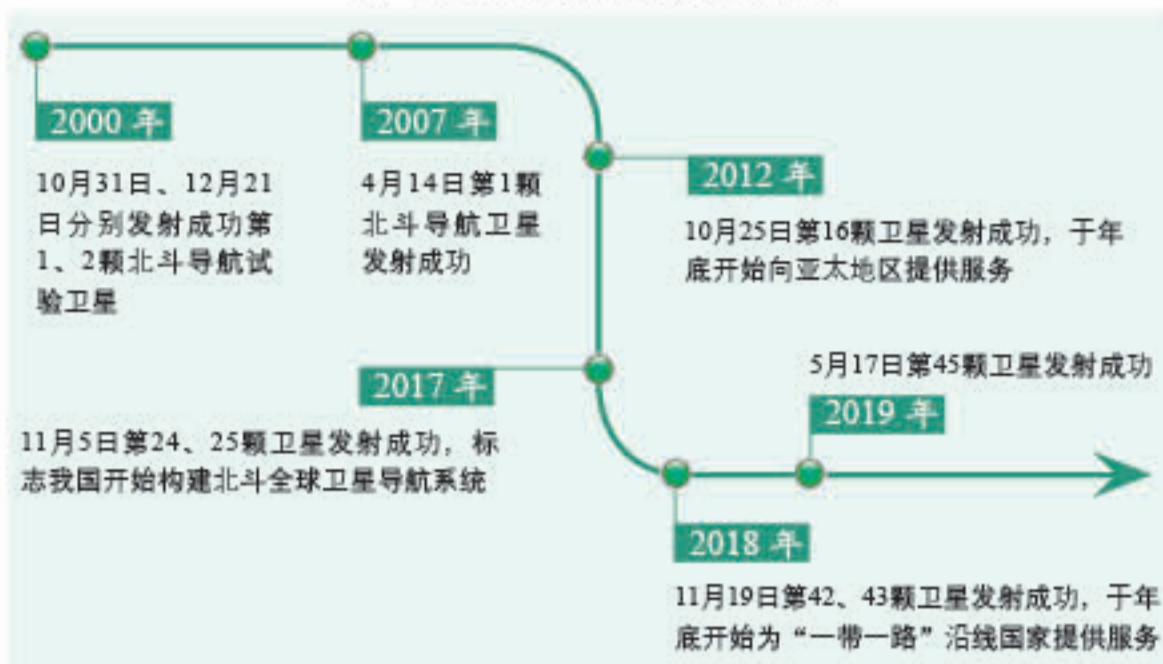 2000 年
10月31日、12月21
日分别发射成功第
1、2颗北斗导航试
验卫星
2007 年
4月14日第1颗
北斗导航卫星
发射成功
2012 年
10月25日第16颗卫星发射成功，于年
底开始向亚太地区提供服务
2017 年
11月5日第24、25颗卫星发射成功，标
志我国开始构建北斗全球卫星导航系统
5月17日第45颗卫星发射成功
2019 年
2018 年
11月19日第42、43颗卫星发射成功，于年
底开始为“一带一路”沿线国家提供服务